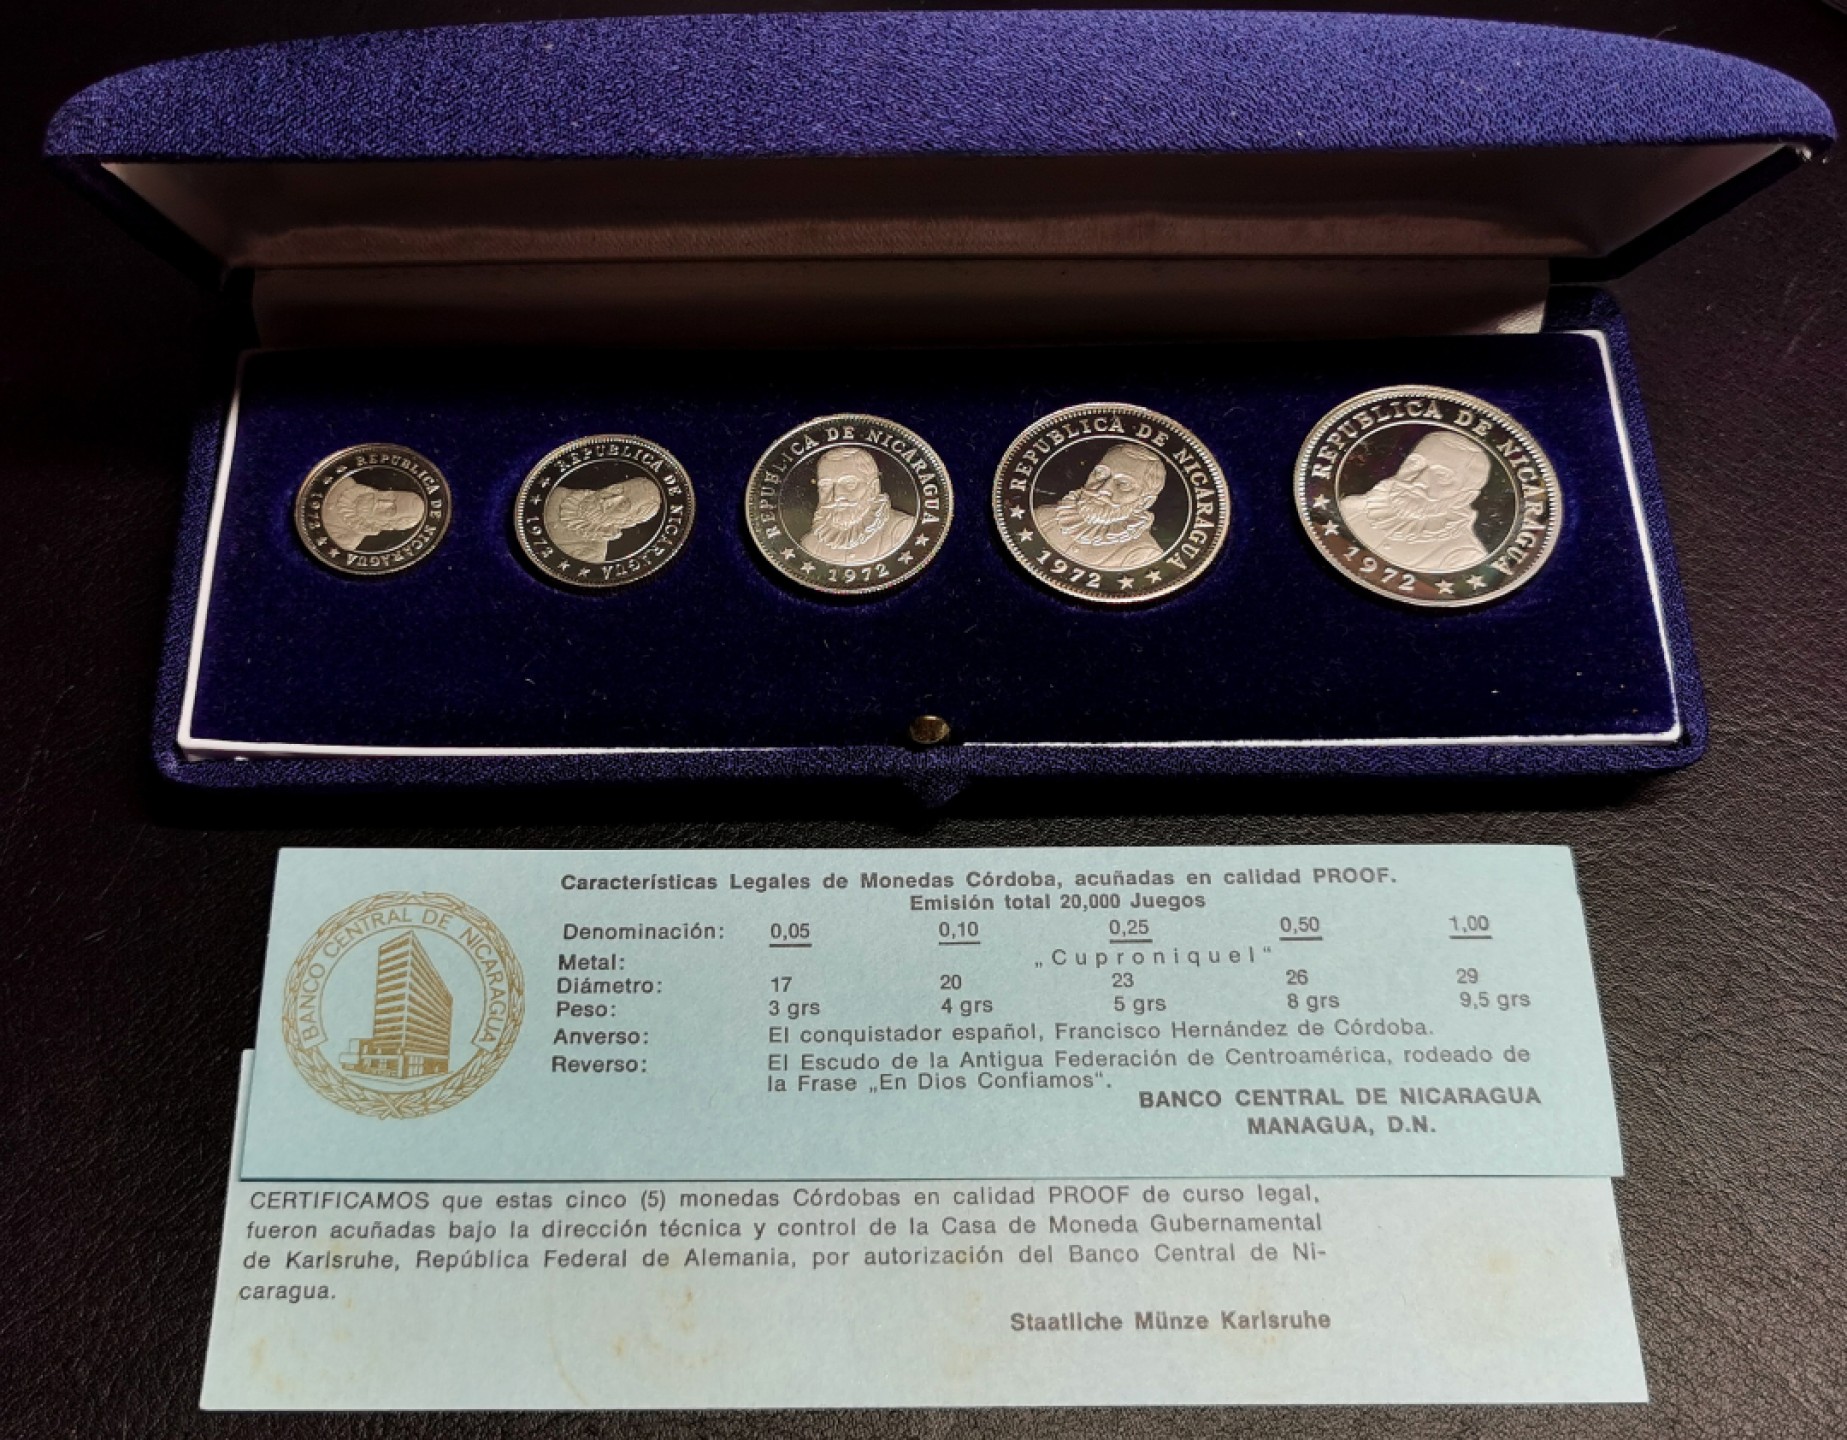 REPUBLICA DE NICARAGUA 1972
REPUBLICA DE NICARAGUA 1972
REPUBLICA DE NICARAGUA 1972
REPUBLICA DE NICARAGUA 1972
REPUBLICA DE NICARAGUA 1972
BANCO CENTRAL DE NICARAGUA
Características Legales de Monedas Córdoba, acuñadas en calidad PROOF.
Emisión total 20,000 Juegos
Denominación: 0,05 0,10 0,25 0,50 1,00
Metal: „Cuproniquel“
Diámetro: 17 20 23 26 29
Peso: 3 grs 4 grs 5 grs 8 grs 9,5 grs
Anverso: El conquistador español, Francisco Hernández de Córdoba.
Reverso: El Escudo de la Antigua Federación de Centroamérica, rodeado de
la Frase „En Dios Confiamos“.
BANCO CENTRAL DE NICARAGUA
MANAGUA, D.N.
CERTIFICAMOS que estas cinco (5) monedas Córdobas en calidad PROOF de curso legal,
fueron acuñadas bajo la dirección técnica y control de la Casa de Moneda Gubernamental
de Karlsruhe, República Federal de Alemania, por autorización del Banco Central de Ni-
caragua.
Staatliche Münze Karlsruhe